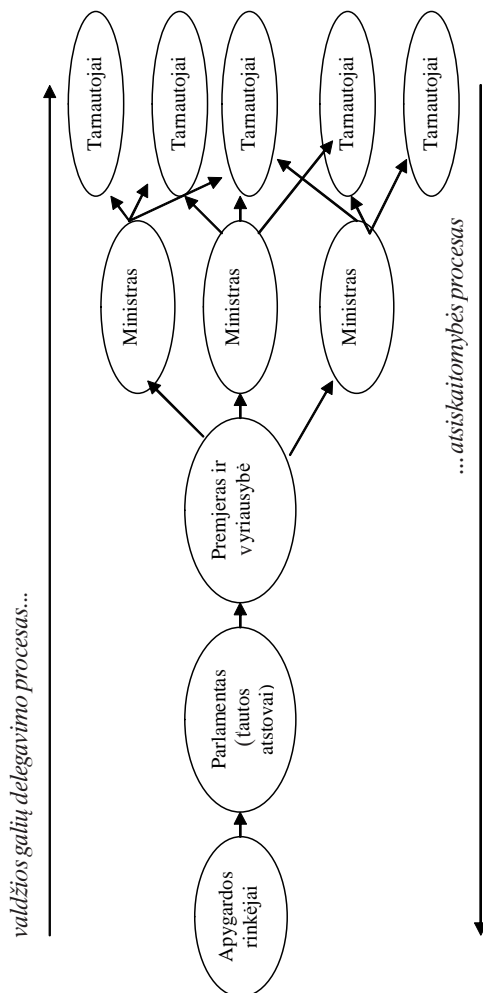 valdžios galių delegavimo procesas...
Apygardos
rinkėjai
Parlamentas
(tautos
atstovai)
Premjeras ir
vyriausybė
Ministras
Ministras
Ministras
Tarnautojai
Tarnautojai
Tarnautojai
Tarnautojai
Tarnautojai
...atsiskaitomybės procesas